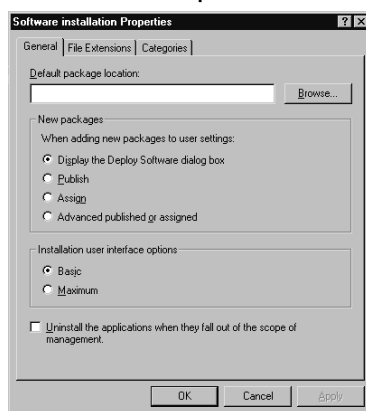 Software installation Properties
General File Extensions Categories
Default package location:
Browse...
New packages
When adding new packages to user settings:
Display the Deploy Software dialog box
Publish
Assign
Advanced published or assigned
Installation user interface options
Basic
Maximum
Uninstall the applications when they fall out of the scope of
management.
OK Cancel Apply